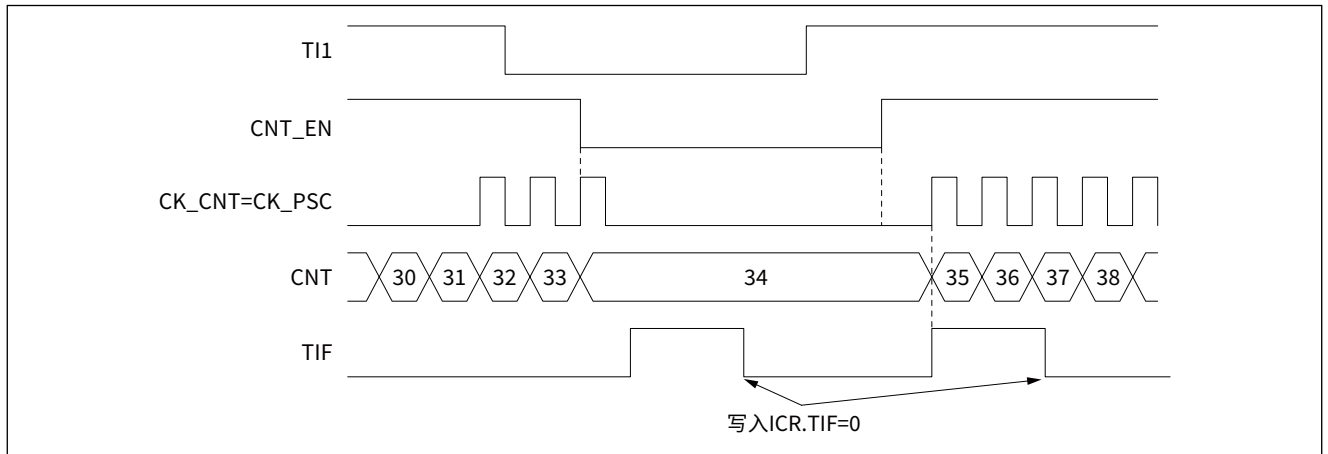 TI1
CNT_EN
CK_CNT=CK_PSC
CNT 30 31 32 33 34 35 36 37 38
TIF
写入ICR.TIF=0